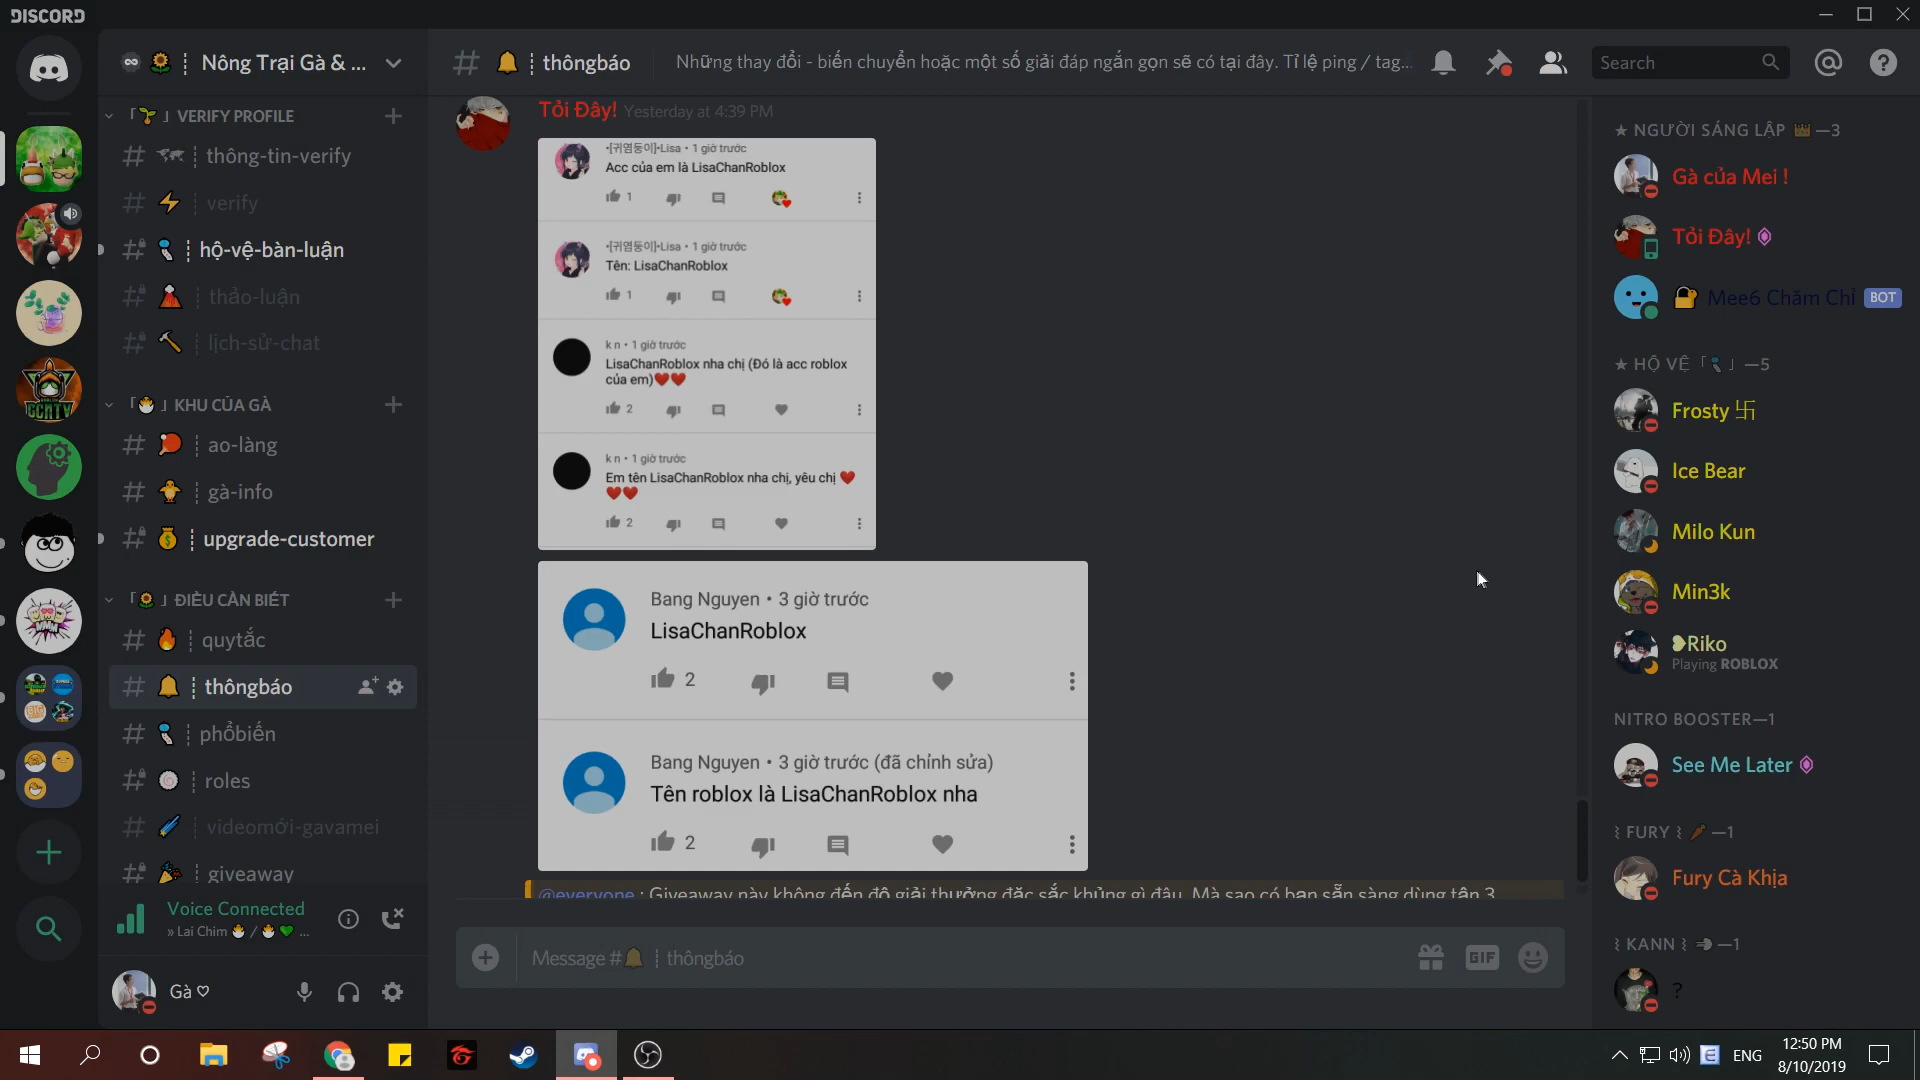 DISCORD
Nông Trại Gà & ...
VERIFY PROFILE
thông-tin-verify
verify
hộ-vệ-bàn-luận
thảo-luận
lịch-sử-chat
KHU CỦA GÀ
ao-làng
gà-info
upgrade-customer
ĐIỀU CẦN BIẾT
quytắc
thôngbáo
phổbiến
roles
videomới-gavamei
giveaway
Voice Connected
» Lai Chim 🐣 / 🐣 💚 ...
Gà ♡
# 🔔 ┊ thôngbáo
Những thay đổi - biến chuyển hoặc một số giải đáp ngắn gọn sẽ có tại đây. Tỉ lệ ping / tag...
Search
Tỏi Đây! Yesterday at 4:39 PM
•[귀염둥이]•Lisa • 1 giờ trước
Acc của em là LisaChanRoblox
1
•[귀염둥이]•Lisa • 1 giờ trước
Tên: LisaChanRoblox
1
k n • 1 giờ trước
LisaChanRoblox nha chị (Đó là acc roblox
của em)❤️❤️
2
k n • 1 giờ trước
Em tên LisaChanRoblox nha chị, yêu chị ❤️
❤️❤️
2
Bang Nguyen • 3 giờ trước
LisaChanRoblox
2
Bang Nguyen • 3 giờ trước (đã chỉnh sửa)
Tên roblox là LisaChanRoblox nha
2
@everyone : Giveaway này không đến độ giải thưởng đặc sắc khủng gì đâu. Mà sao có bạn sẵn sàng dùng tận 3
Message #🔔 ┊ thôngbáo
GIF
★ NGƯỜI SÁNG LẬP 👑 —3
Gà của Mei !
Tỏi Đây!
🔐 Mee6 Chăm Chỉ BOT
★ HỘ VỆ —5
Frosty 卐
Ice Bear
Milo Kun
Min3k
❥Riko
Playing ROBLOX
NITRO BOOSTER—1
See Me Later
⌇ FURY ⌇ 🥕 —1
Fury Cà Khịa
⌇ KANN ⌇ —1
?
ENG
12:50 PM
8/10/2019